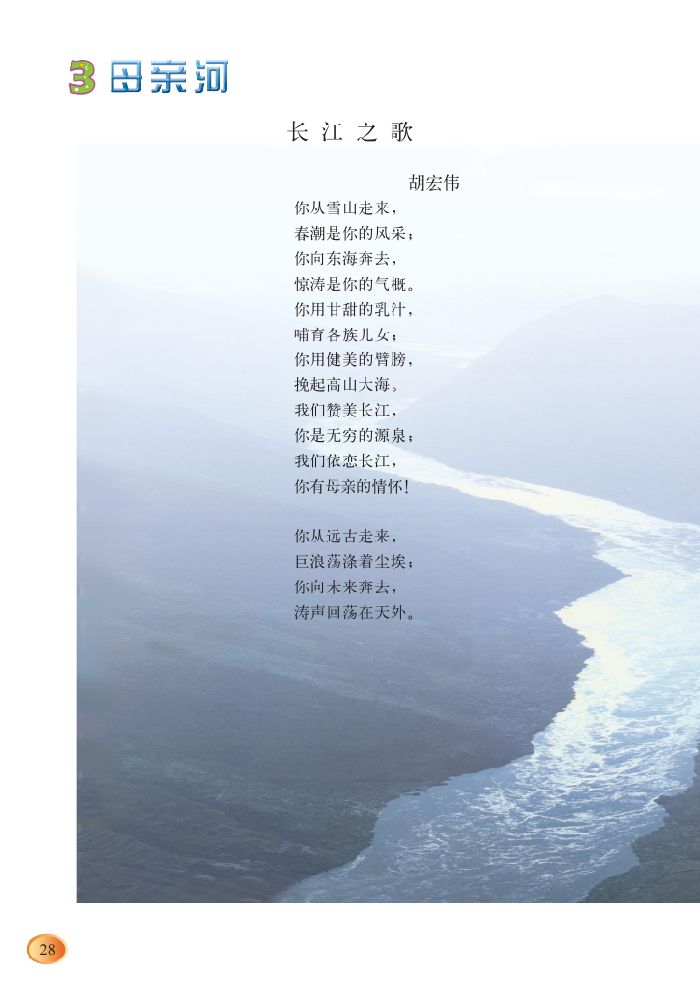 3 母亲河
长江之歌
胡宏伟
你从雪山走来，
春潮是你的风采；
你向东海奔去，
惊涛是你的气概。
你用甘甜的乳汁，
哺育各族儿女；
你用健美的臂膀，
挽起高山大海。
我们赞美长江，
你是无穷的源泉；
我们依恋长江，
你有母亲的情怀！
你从远古走来，
巨浪荡涤着尘埃；
你向未来奔去，
涛声回荡在天外。
28